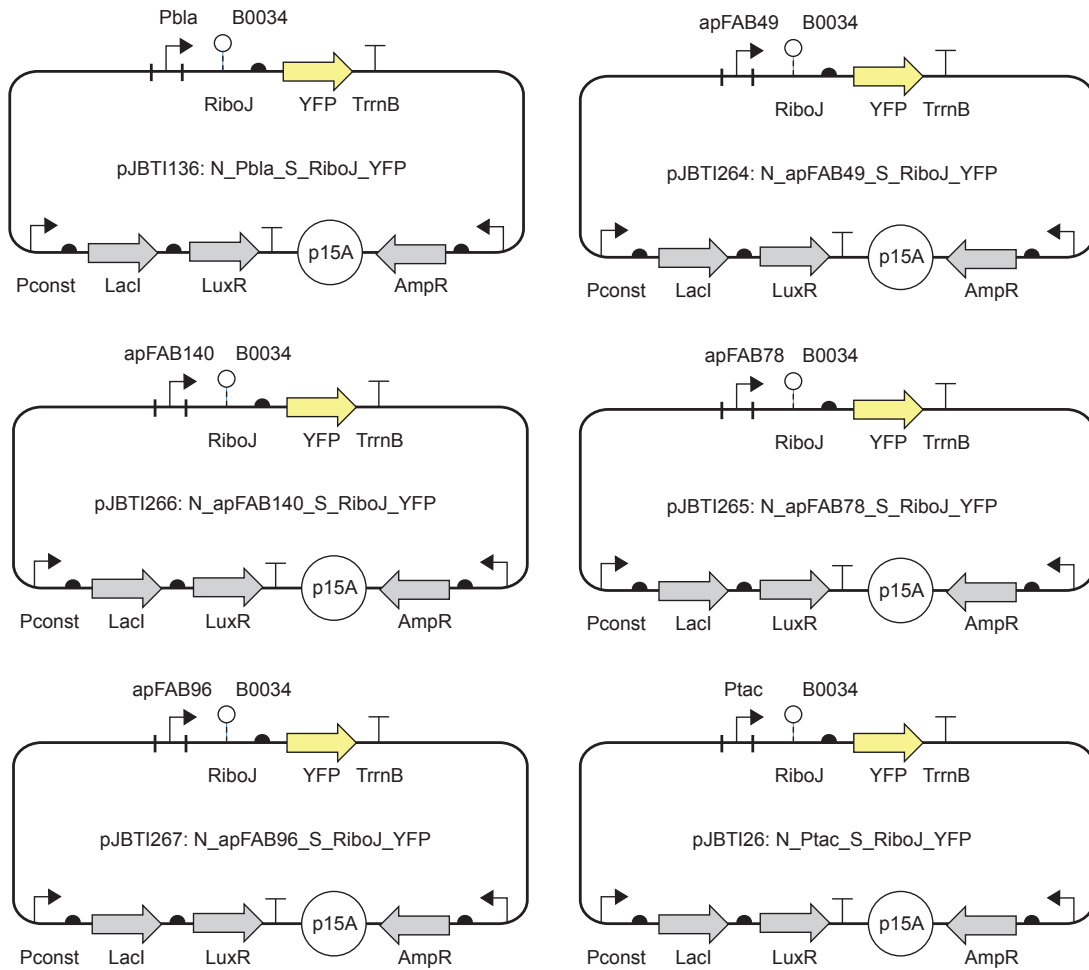 Pbla B0034
RiboJ YFP TrrnB
pJBTI136: N_Pbla_S_RiboJ_YFP
p15A
Pconst LacI LuxR AmpR
apFAB49 B0034
RiboJ YFP TrrnB
pJBTI264: N_apFAB49_S_RiboJ_YFP
p15A
Pconst LacI LuxR AmpR
apFAB140 B0034
RiboJ YFP TrrnB
pJBTI266: N_apFAB140_S_RiboJ_YFP
p15A
Pconst LacI LuxR AmpR
apFAB78 B0034
RiboJ YFP TrrnB
pJBTI265: N_apFAB78_S_RiboJ_YFP
p15A
Pconst LacI LuxR AmpR
apFAB96 B0034
RiboJ YFP TrrnB
pJBTI267: N_apFAB96_S_RiboJ_YFP
p15A
Pconst LacI LuxR AmpR
Ptac B0034
RiboJ YFP TrrnB
pJBTI26: N_Ptac_S_RiboJ_YFP
p15A
Pconst LacI LuxR AmpR